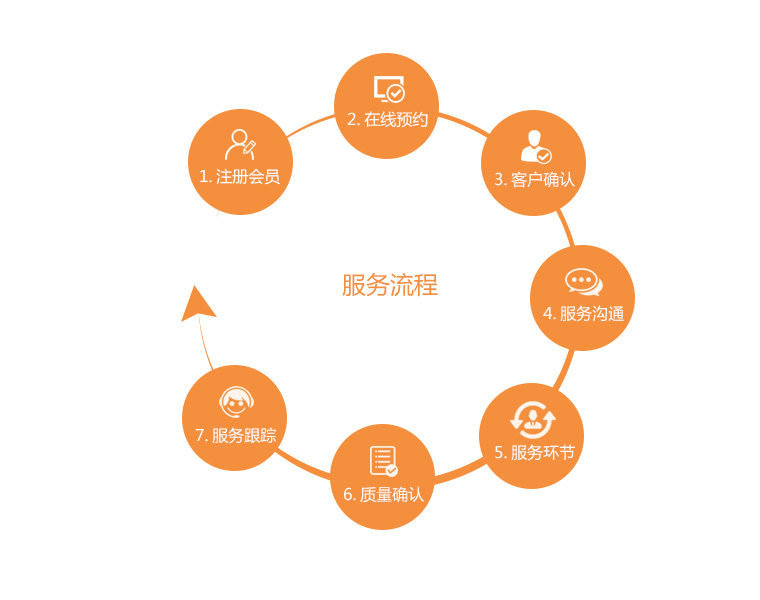 服务流程
1. 注册会员
2. 在线预约
3. 客户确认
4. 服务沟通
5. 服务环节
6. 质量确认
7. 服务跟踪